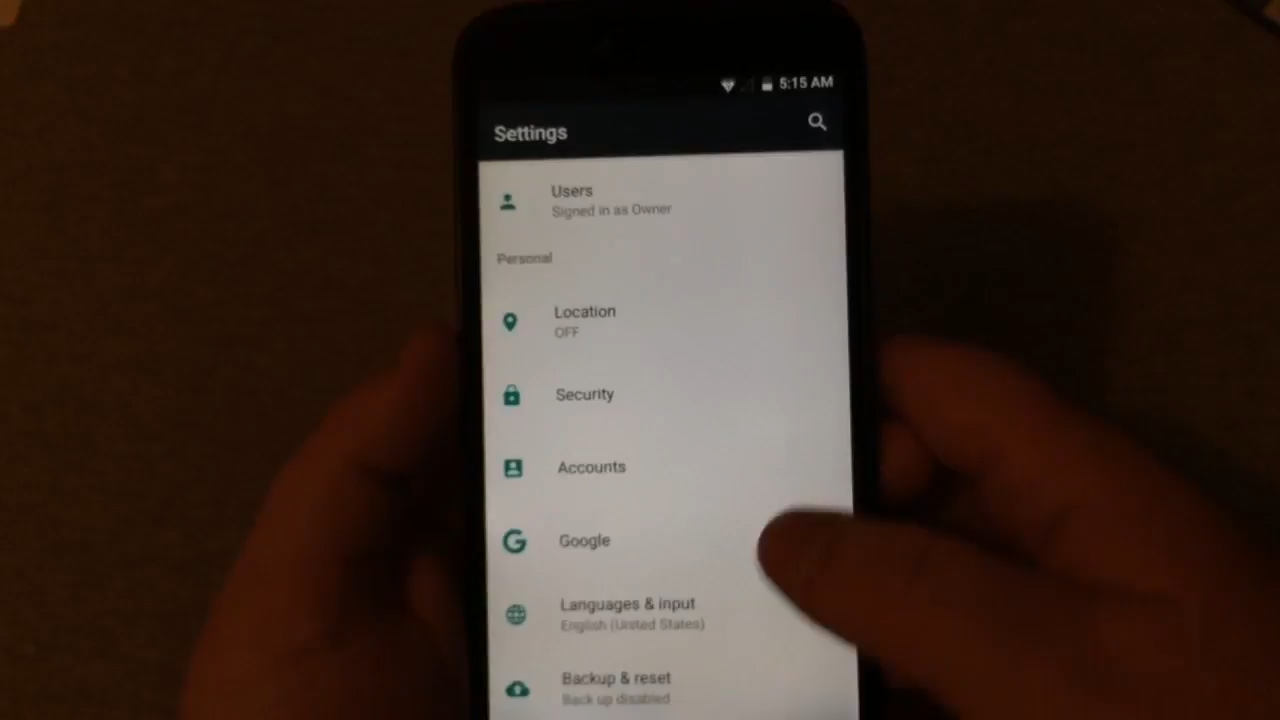 5:15 AM
Settings
Users
Signed in as Owner
Personal
Location
OFF
Security
Accounts
Google
Languages & input
English (United States)
Backup & reset
Back up disabled